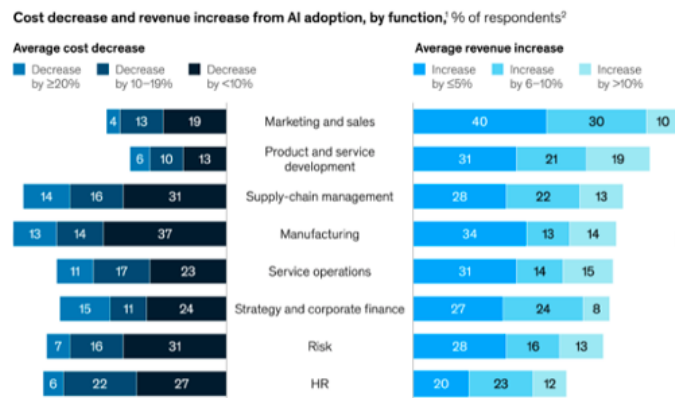 Cost decrease and revenue increase from AI adoption, by function,¹ % of respondents²
Average cost decrease
Average revenue increase
Decrease by ≥20%
Decrease by 10–19%
Decrease by <10%
Increase by ≤5%
Increase by 6–10%
Increase by >10%
4 13 19 Marketing and sales 40 30 10
6 10 13 Product and service development 31 21 19
14 16 31 Supply-chain management 28 22 13
13 14 37 Manufacturing 34 13 14
11 17 23 Service operations 31 14 15
15 11 24 Strategy and corporate finance 27 24 8
7 16 31 Risk 28 16 13
6 22 27 HR 20 23 12